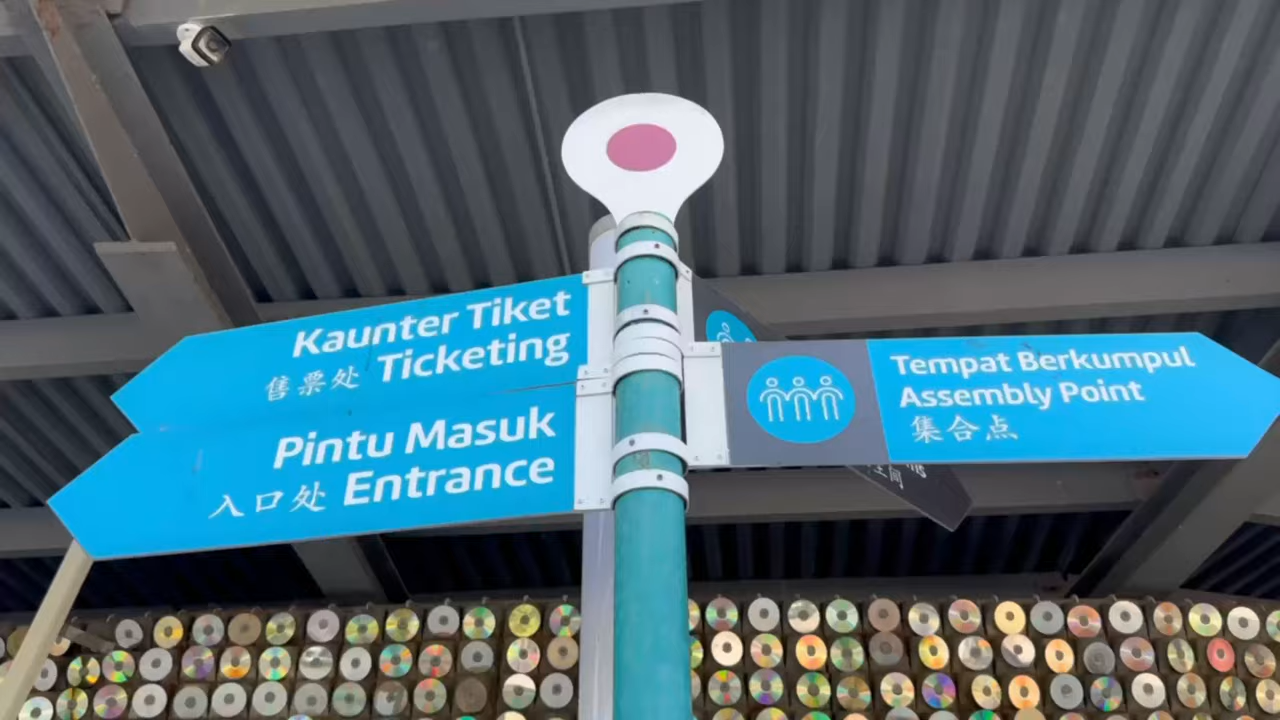 Kaunter Tiket
售票处 Ticketing
Pintu Masuk
入口处 Entrance
Tempat Berkumpul
Assembly Point
集合点